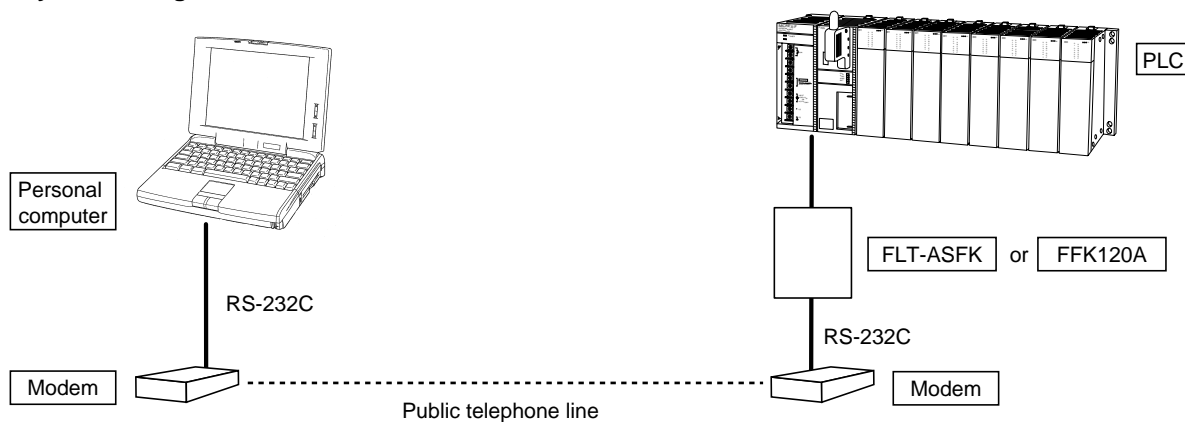 PLC
Personal
computer
FLT-ASFK or FFK120A
RS-232C
RS-232C
Modem
Modem
Public telephone line